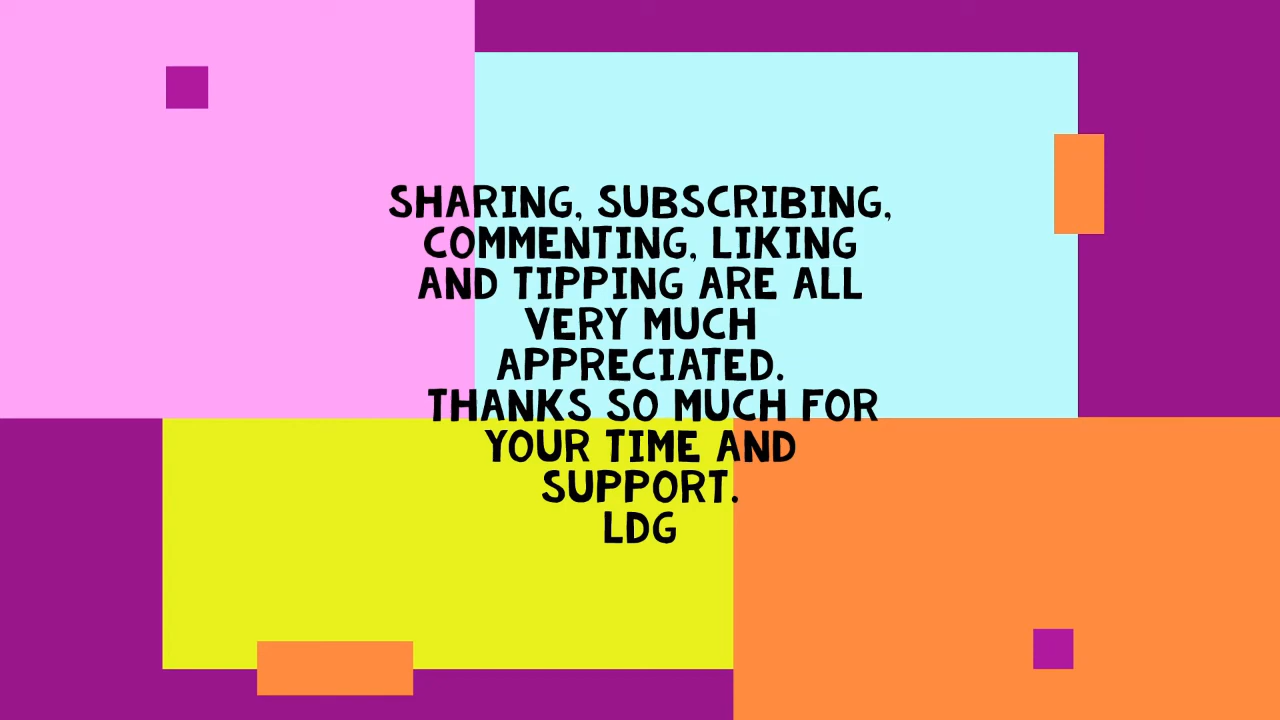 SHARING, SUBSCRIBING,
COMMENTING, LIKING
AND TIPPING ARE ALL
VERY MUCH
APPRECIATED.
THANKS SO MUCH FOR
YOUR TIME AND
SUPPORT.
LDG